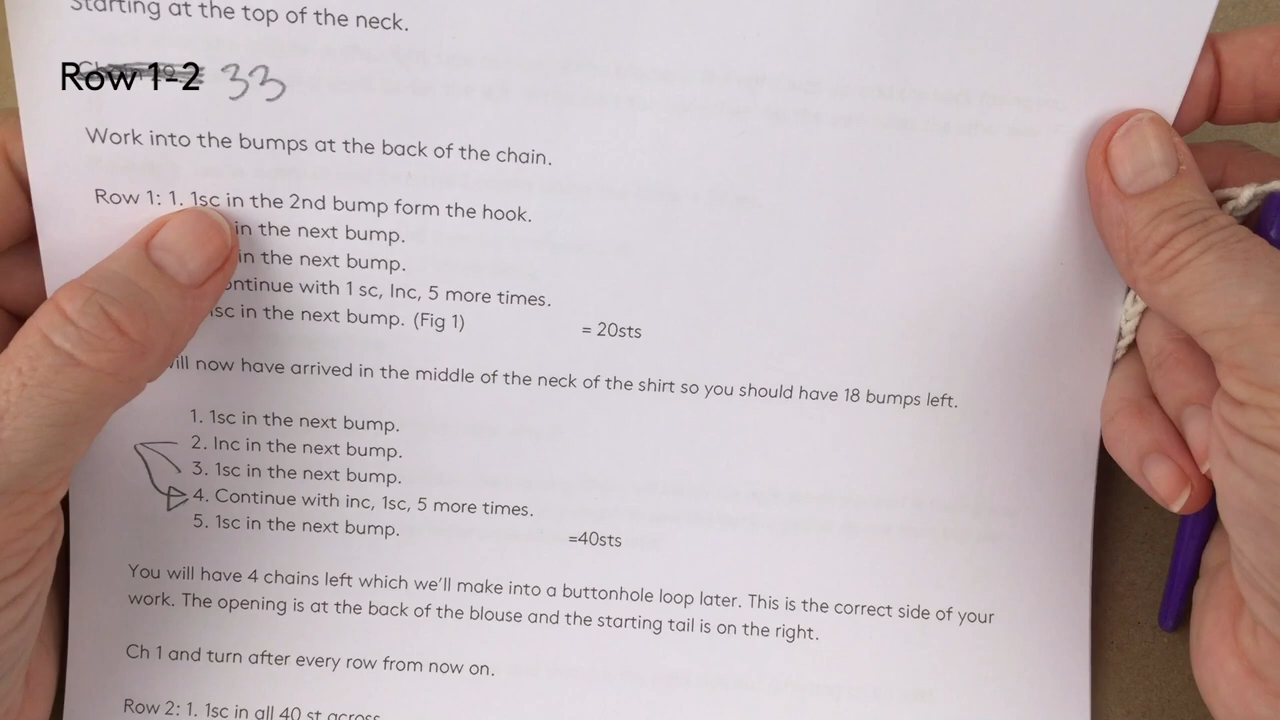 Starting at the top of the neck.
Row 1-2 33
Work into the bumps at the back of the chain.
Row 1: 1. 1sc in the 2nd bump form the hook.
in the next bump.
in the next bump.
ontinue with 1 sc, Inc, 5 more times.
1sc in the next bump. (Fig 1) = 20sts
ill now have arrived in the middle of the neck of the shirt so you should have 18 bumps left.
1. 1sc in the next bump.
2. Inc in the next bump.
3. 1sc in the next bump.
4. Continue with inc, 1sc, 5 more times.
5. 1sc in the next bump. =40sts
You will have 4 chains left which we'll make into a buttonhole loop later. This is the correct side of your
work. The opening is at the back of the blouse and the starting tail is on the right.
Ch 1 and turn after every row from now on.
Row 2: 1. 1sc in all 40 st across